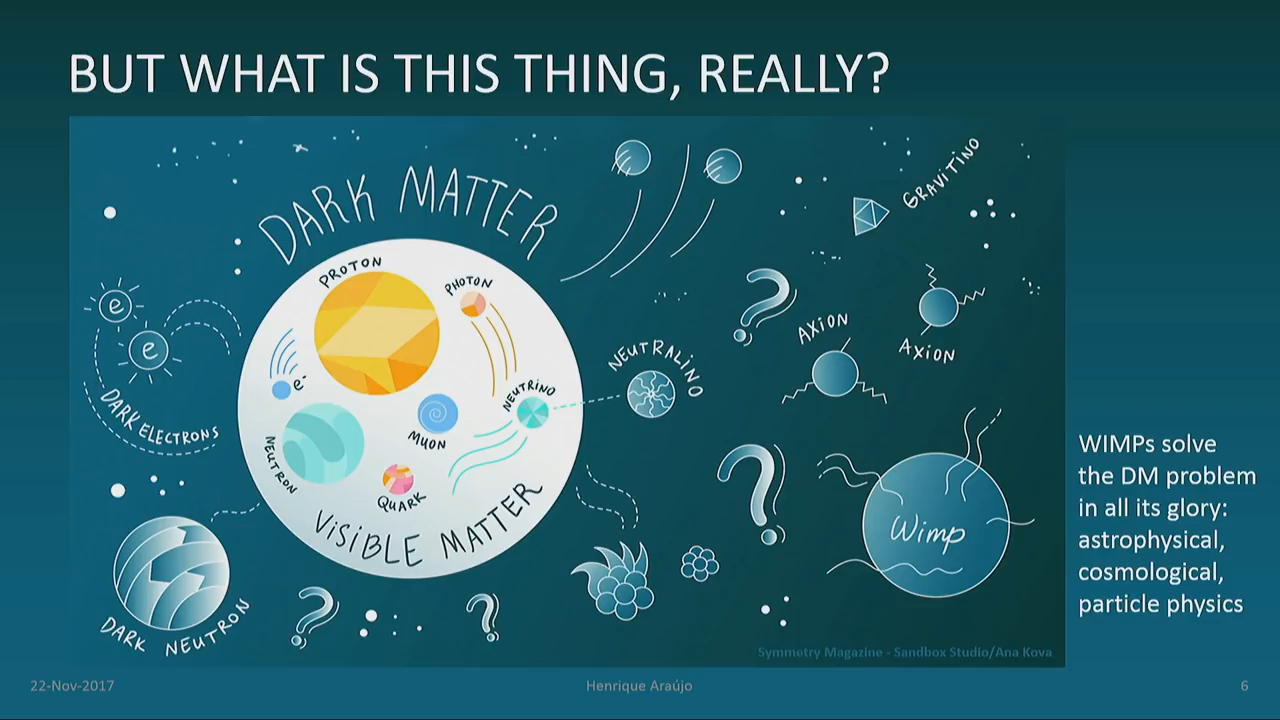 BUT WHAT IS THIS THING, REALLY?
DARK MATTER
GRAVITINO
PROTON
PHOTON
e
e
e-
AXION
AXION
NEUTRALINO
NEUTRINO
DARK ELECTRONS
MUON
NEUTRON
QUARK
VISIBLE MATTER
Wimp
DARK NEUTRON
WIMPs solve
the DM problem
in all its glory:
astrophysical,
cosmological,
particle physics
?
?
?
?
Symmetry Magazine - Sandbox Studio/Ana Kova
22-Nov-2017
Henrique Araújo
6